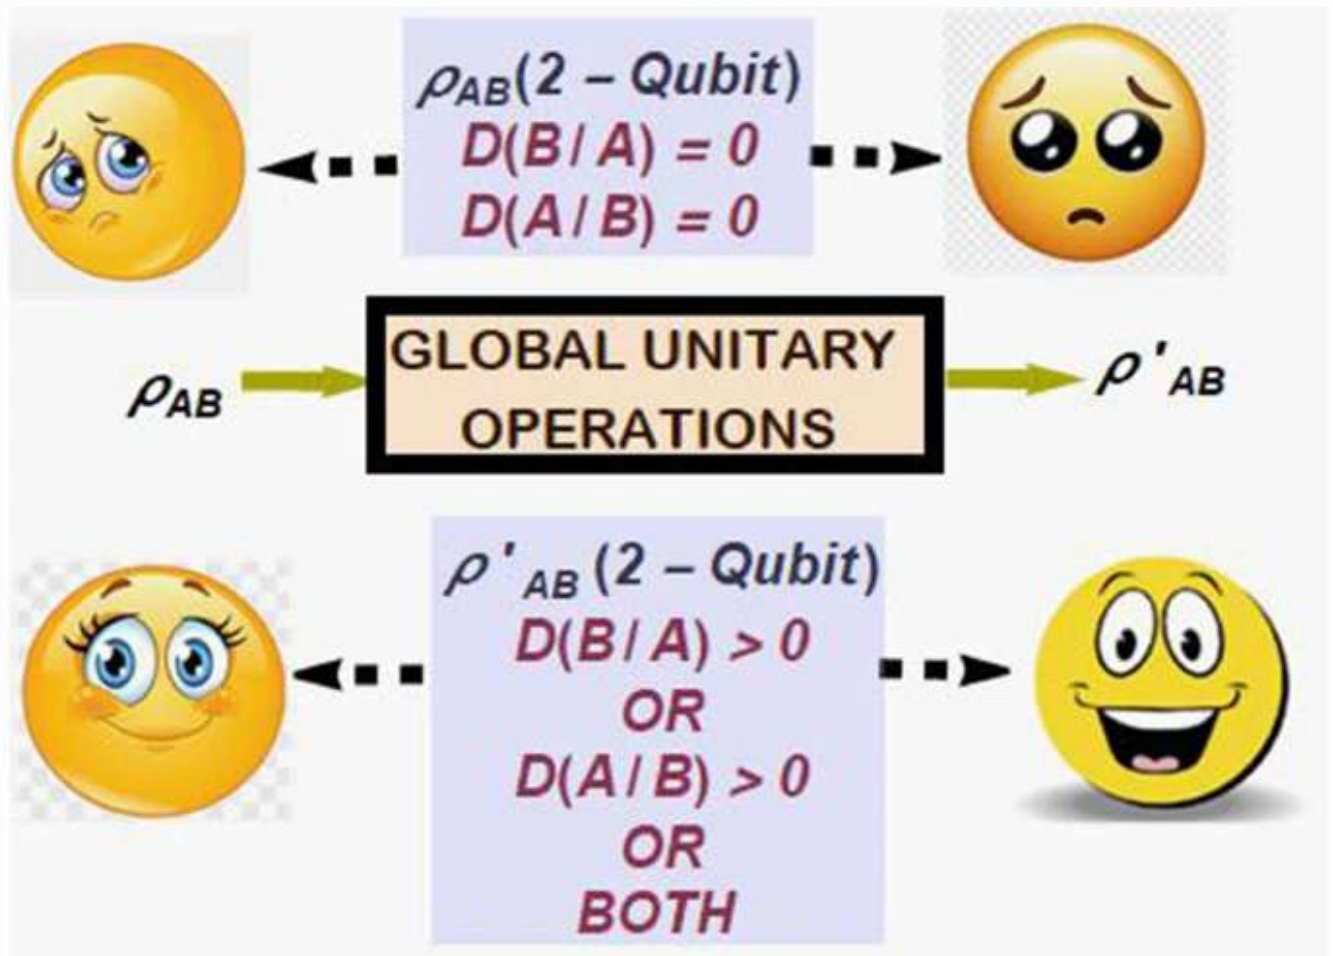 ρAB(2 – Qubit)
D(B / A) = 0
D(A / B) = 0
ρAB
GLOBAL UNITARY
OPERATIONS
ρ'AB
ρ'AB (2 – Qubit)
D(B / A) > 0
OR
D(A / B) > 0
OR
BOTH